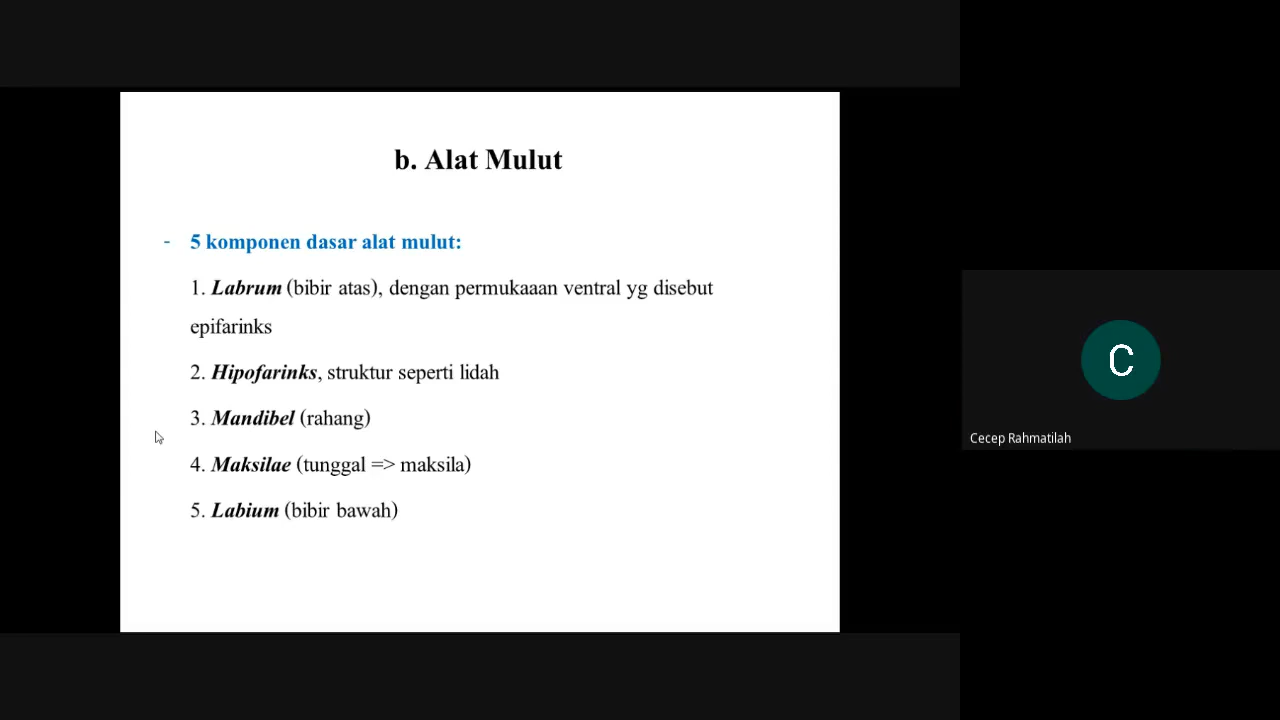 b. Alat Mulut
- 5 komponen dasar alat mulut:
1. Labrum (bibir atas), dengan permukaaan ventral yg disebut
epifarinks
2. Hipofarinks, struktur seperti lidah
3. Mandibel (rahang)
4. Maksilae (tunggal => maksila)
5. Labium (bibir bawah)
C
Cecep Rahmatilah